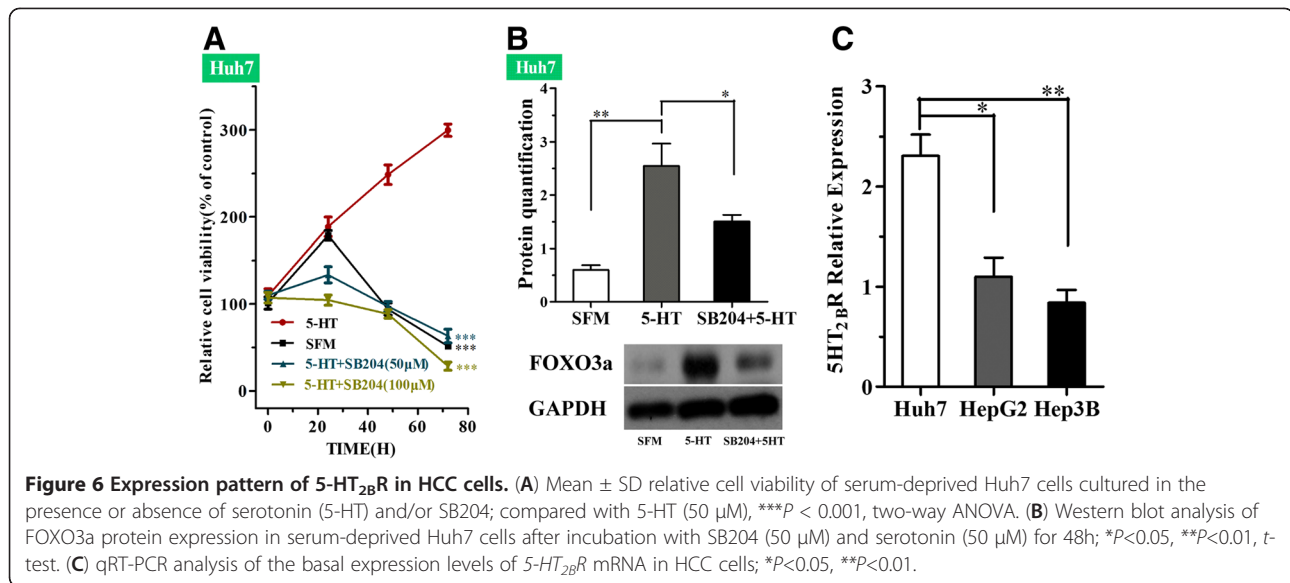 A
Huh7
Relative cell viability(% of control)
300
200
100
0
5-HT
SFM
5-HT+SB204(50μM)
5-HT+SB204(100μM)
***
***
***
0 20 40 60 80
TIME(H)
B
Huh7
Protein quantification
4
3
2
1
0
**
*
SFM 5-HT SB204+5-HT
FOXO3a
GAPDH
SFM 5-HT SB204+5HT
C
5HT2BR Relative Expression
3
2
1
0
**
*
Huh7 HepG2 Hep3B
Figure 6 Expression pattern of 5-HT2BR in HCC cells. (A) Mean ± SD relative cell viability of serum-deprived Huh7 cells cultured in the
presence or absence of serotonin (5-HT) and/or SB204; compared with 5-HT (50 μM), ***P < 0.001, two-way ANOVA. (B) Western blot analysis of
FOXO3a protein expression in serum-deprived Huh7 cells after incubation with SB204 (50 μM) and serotonin (50 μM) for 48h; *P<0.05, **P<0.01, t-
test. (C) qRT-PCR analysis of the basal expression levels of 5-HT2BR mRNA in HCC cells; *P<0.05, **P<0.01.